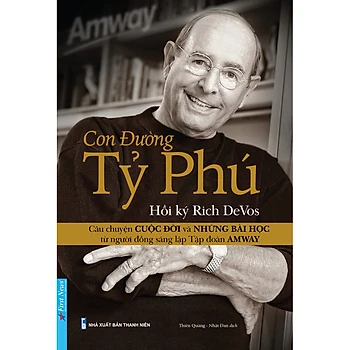 Amway
Con Đường
Tỷ Phú
Hồi ký Rich DeVos
Câu chuyện CUỘC ĐỜI và NHỮNG BÀI HỌC
từ người đồng sáng lập Tập đoàn AMWAY
First News
NHÀ XUẤT BẢN THANH NIÊN
Thiên Quang - Nhật Đan dịch